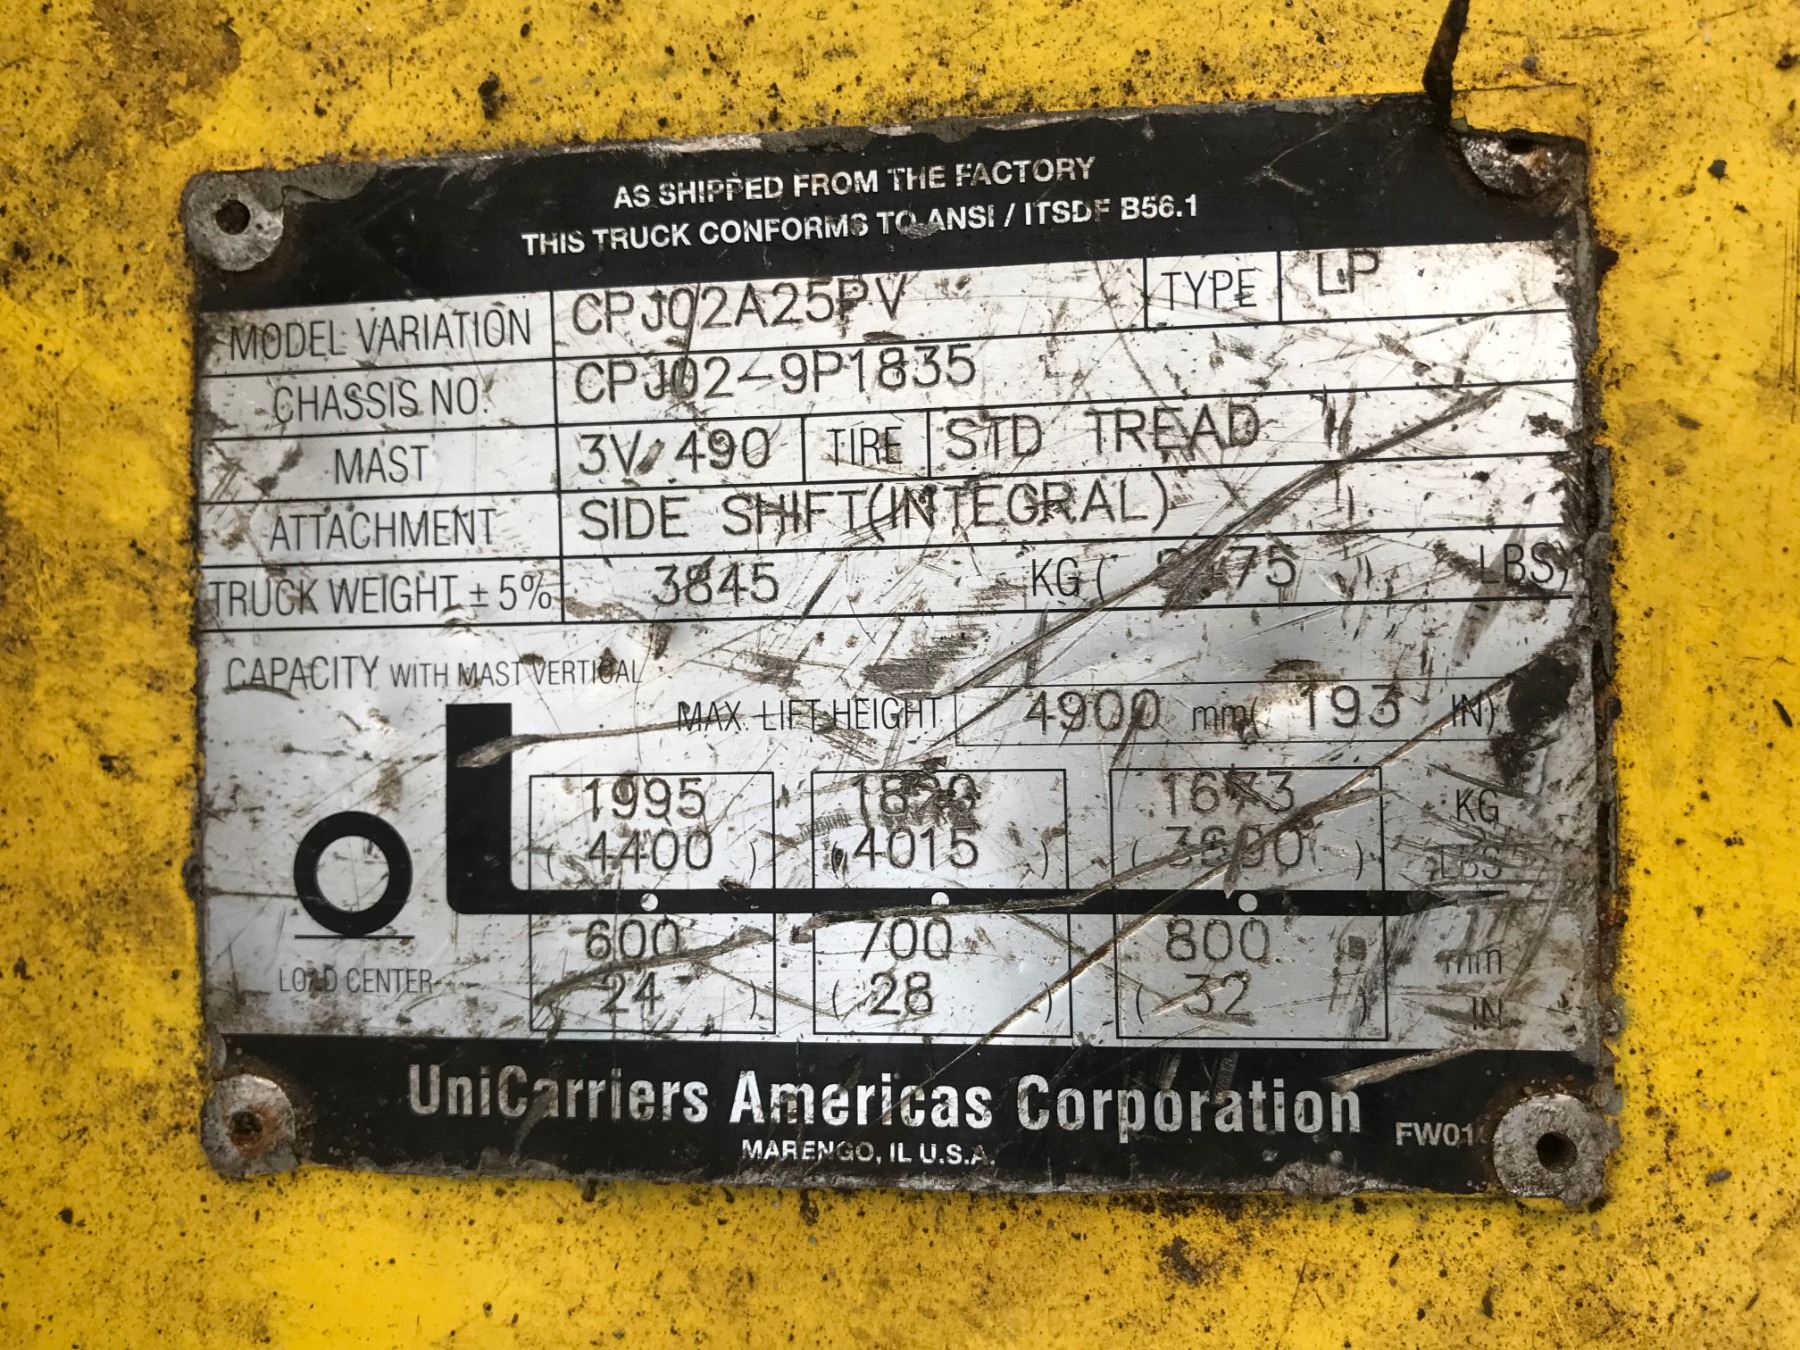 AS SHIPPED FROM THE FACTORY
THIS TRUCK CONFORMS TO ANSI / ITSDF B56.1
MODEL VARIATION CPJ02A25PV TYPE LP
CHASSIS NO. CPJ02-9P1835
MAST 3V 490 TIRE STD TREAD
ATTACHMENT SIDE SHIFT(INTEGRAL)
TRUCK WEIGHT ± 5% 3845 KG ( LBS)
CAPACITY WITH MAST VERTICAL
MAX. LIFT HEIGHT 4900 mm( 193 IN)
1995 1673 KG
( 4400 ) ( 4015 ) ( 3690 ) LBS
600 700 800 mm
LOAD CENTER ( 24 ) ( 28 ) ( 32 ) IN
UniCarriers Americas Corporation
MARENGO, IL U.S.A.